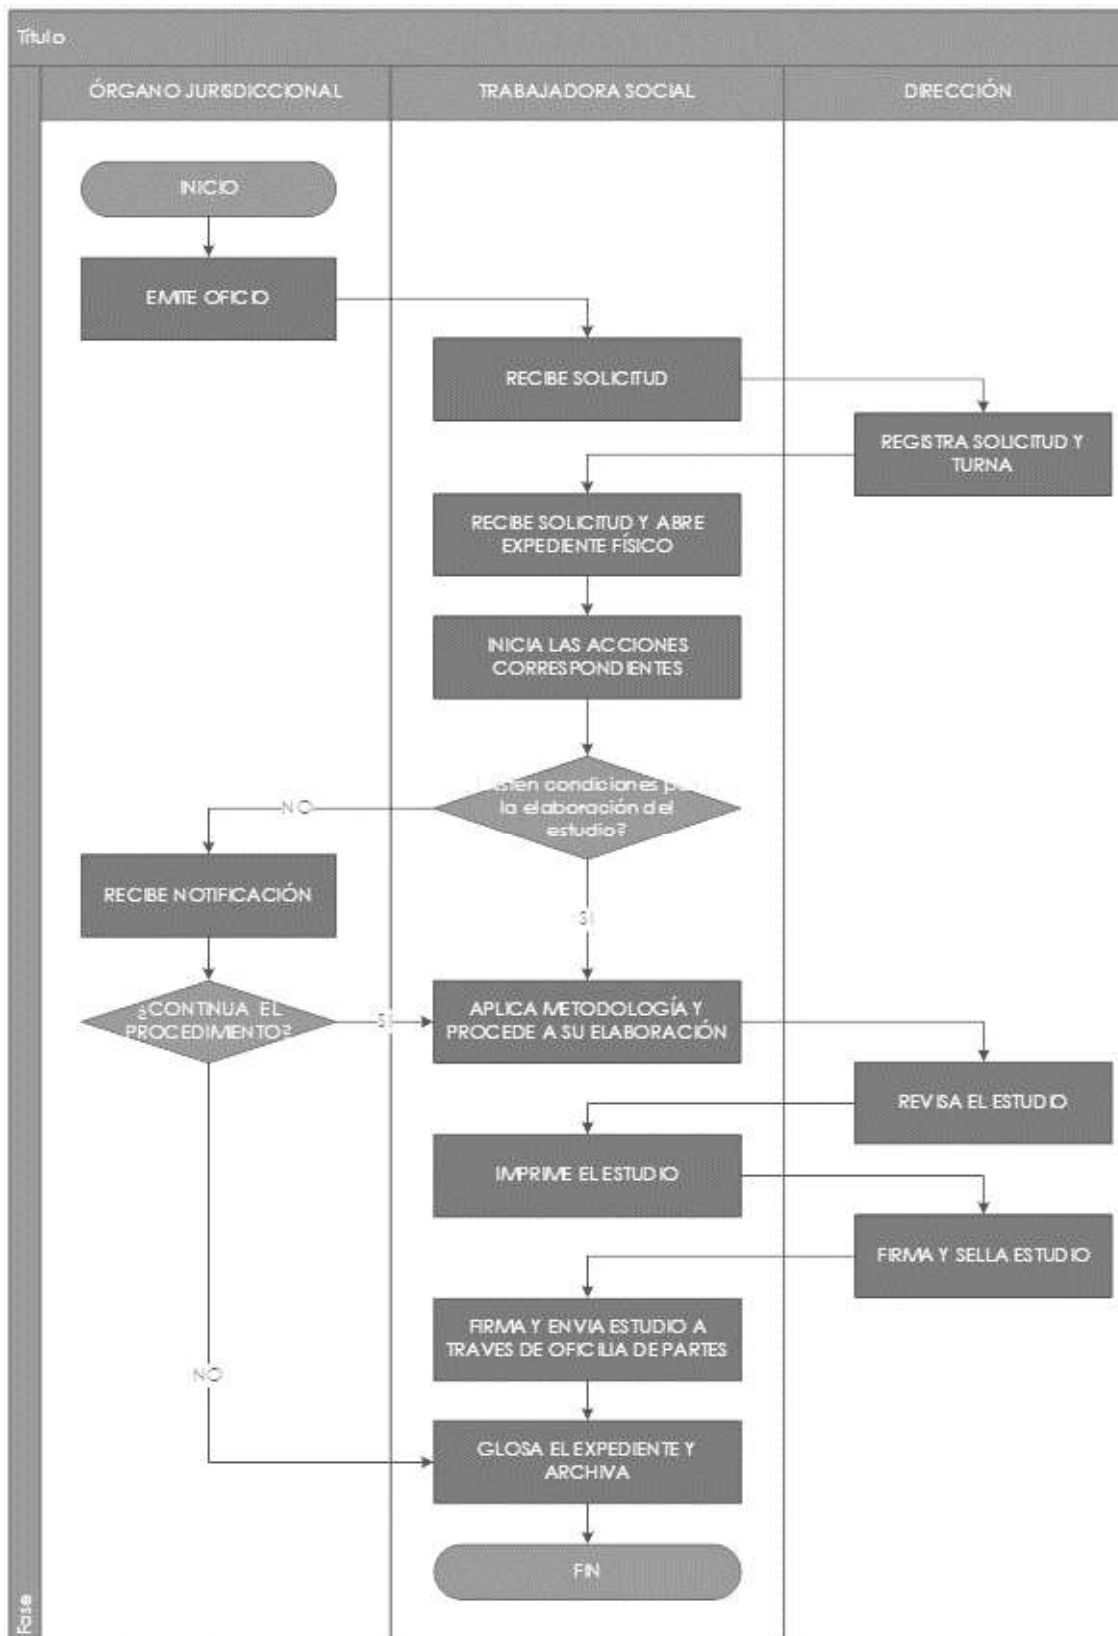 Título
ÓRGANO JURISDICCIONAL
TRABAJADORA SOCIAL
DIRECCIÓN
INICIO
EMITE OFICIO
RECIBE SOLICITUD
REGISTRA SOLICITUD Y
TURNA
RECIBE SOLICITUD Y ABRE
EXPEDIENTE FÍSICO
INICIA LAS ACCIONES
CORRESPONDIENTES
condiciones
la elaboración del
estudio?
NO
SI
RECIBE NOTIFICACIÓN
¿CONTINUA EL
PROCEDIMIENTO?
SI
APLICA METODOLOGÍA Y
PROCEDE A SU ELABORACIÓN
REVISA EL ESTUDIO
IMPRIME EL ESTUDIO
FIRMA Y SELLA ESTUDIO
FIRMA Y ENVIA ESTUDIO A
TRAVES DE OFICILIA DE PARTES
NO
GLOSA EL EXPEDIENTE Y
ARCHIVA
FIN
Fase